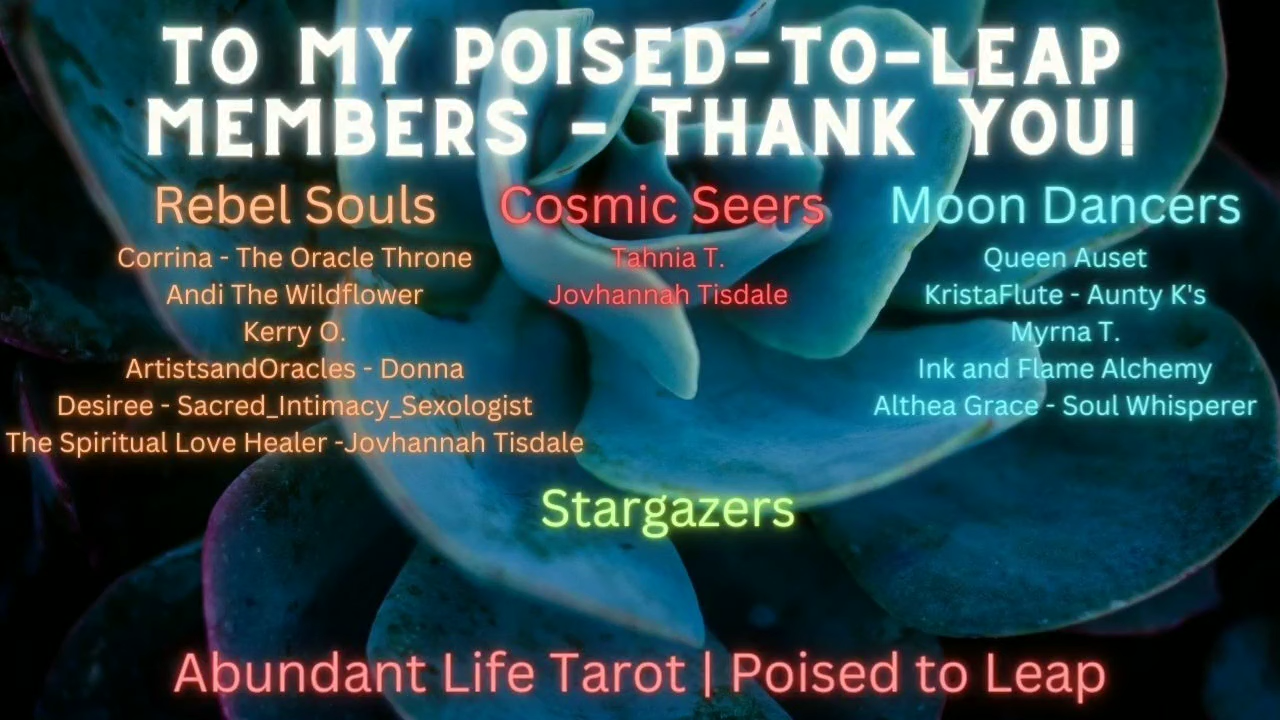 TO MY POISED-TO-LEAP
MEMBERS - THANK YOU!
Rebel Souls
Corrina - The Oracle Throne
Andi The Wildflower
Kerry O.
ArtistsandOracles - Donna
Desiree - Sacred_Intimacy_Sexologist
The Spiritual Love Healer -Jovhannah Tisdale
Cosmic Seers
Tahnia T.
Jovhannah Tisdale
Moon Dancers
Queen Auset
KristaFlute - Aunty K's
Myrna T.
Ink and Flame Alchemy
Althea Grace - Soul Whisperer
Stargazers
Abundant Life Tarot | Poised to Leap